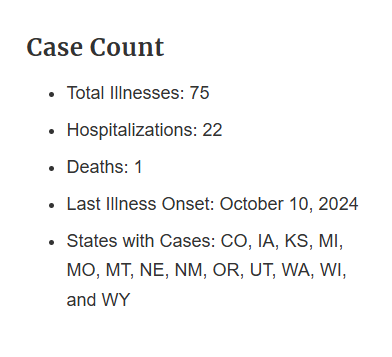 Case Count
• Total Illnesses: 75
• Hospitalizations: 22
• Deaths: 1
• Last Illness Onset: October 10, 2024
• States with Cases: CO, IA, KS, MI,
MO, MT, NE, NM, OR, UT, WA, WI,
and WY